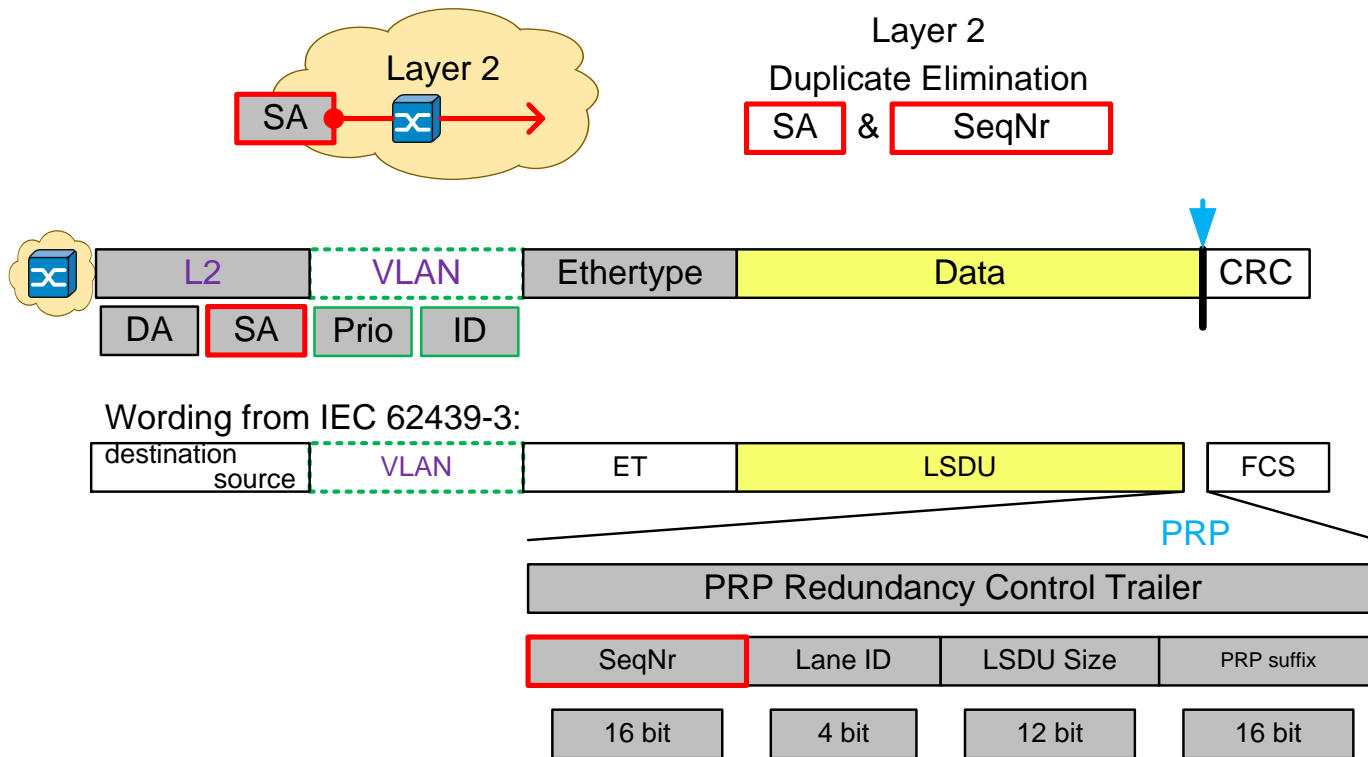 Layer 2
SA
Layer 2
Duplicate Elimination
SA & SeqNr
L2 VLAN Ethertype Data CRC
DA SA Prio ID
Wording from IEC 62439-3:
destination
source VLAN ET LSDU FCS
PRP
PRP Redundancy Control Trailer
SeqNr Lane ID LSDU Size PRP suffix
16 bit 4 bit 12 bit 16 bit